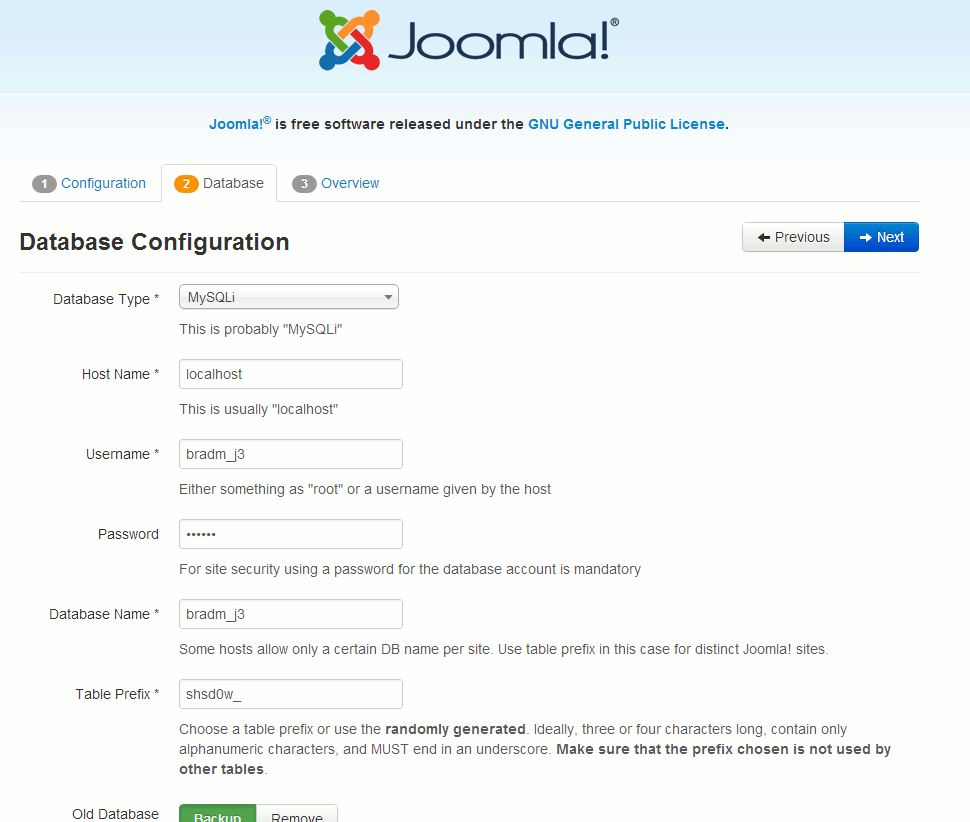 Joomla!®
Joomla!® is free software released under the GNU General Public License.
1 Configuration
2 Database
3 Overview
Database Configuration
Previous
Next
Database Type *
MySQLi
This is probably "MySQLi"
Host Name *
localhost
This is usually "localhost"
Username *
bradm_j3
Either something as "root" or a username given by the host
Password
••••••
For site security using a password for the database account is mandatory
Database Name *
bradm_j3
Some hosts allow only a certain DB name per site. Use table prefix in this case for distinct Joomla! sites.
Table Prefix *
shsd0w_
Choose a table prefix or use the randomly generated. Ideally, three or four characters long, contain only
alphanumeric characters, and MUST end in an underscore. Make sure that the prefix chosen is not used by
other tables.
Old Database
Backup
Remove